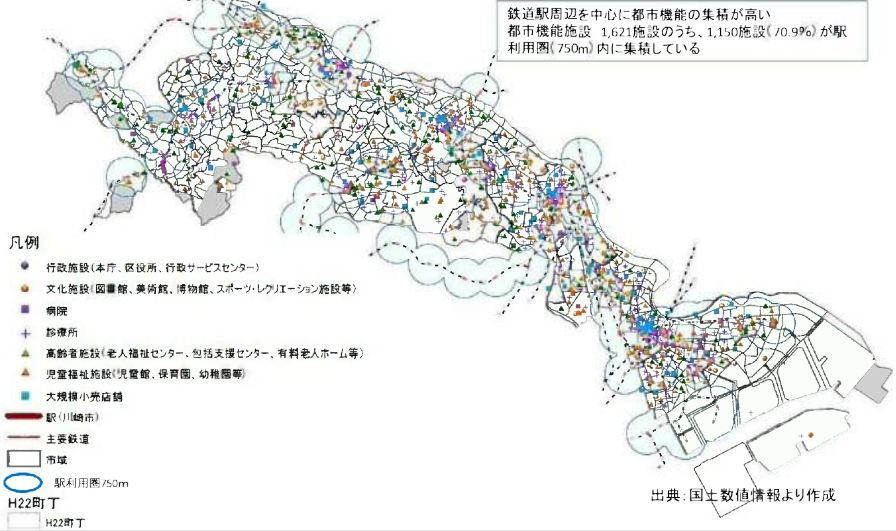 鉄道駅周辺を中心に都市機能の集積が高い
都市機能施設 1,621施設のうち、1,150施設(70.9%)が駅
利用圏(750m)内に集積している
凡例
行政施設(本庁、区役所、行政サービスセンター)
文化施設(図書館、美術館、博物館、スポーツ・レクリエーション施設等)
病院
診療所
高齢者施設(老人福祉センター、包括支援センター、有料老人ホーム等)
児童福祉施設(児童館、保育園、幼稚園等)
大規模小売店舗
駅(川崎市)
主要鉄道
市域
駅利用圏750m
H22町丁
H22町丁
出典:国土数値情報より作成